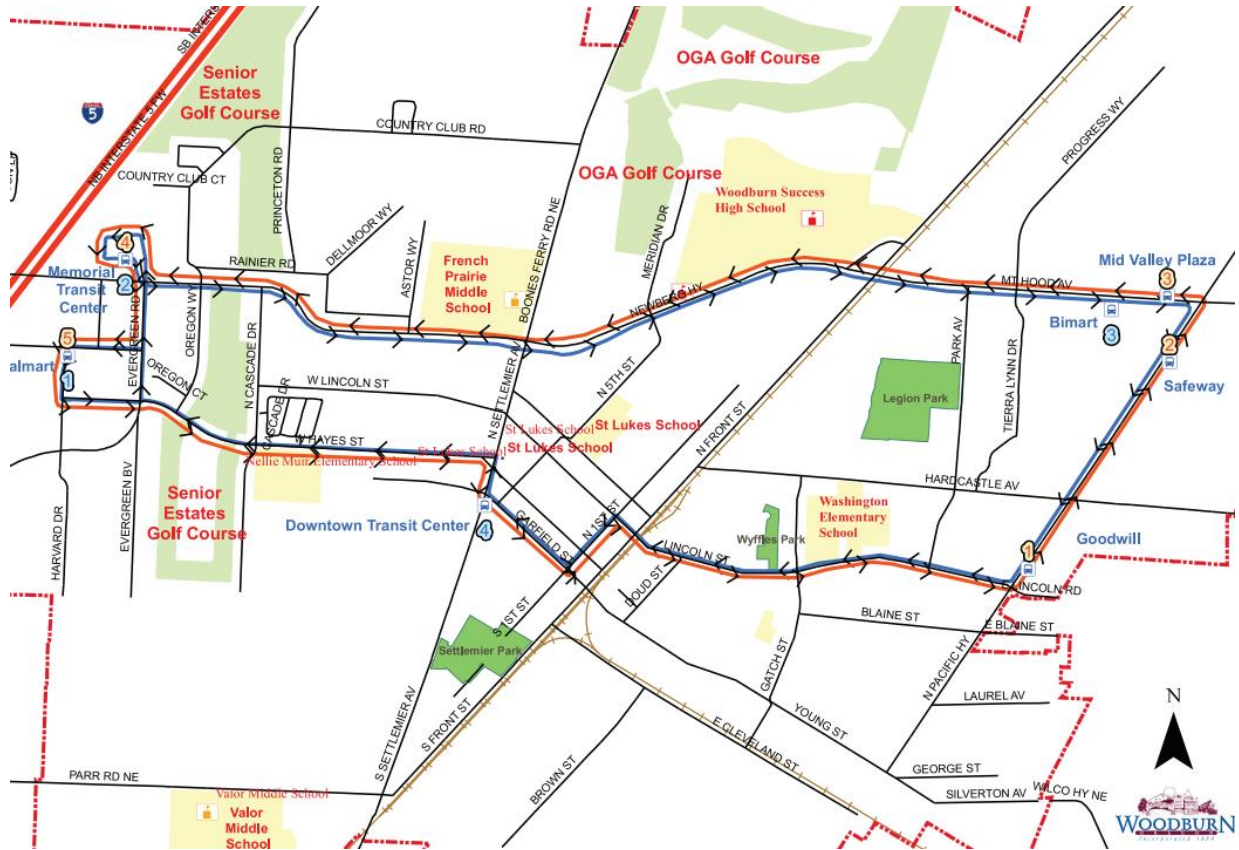 SB INTERS
NB INTERSTATE 5 FW
5
Senior
Estates
Golf Course
OGA Golf Course
COUNTRY CLUB RD
PROGRESS WY
PRINCETON RD
COUNTRY CLUB CT
OGA Golf Course
Woodburn Success
High School
DELLMOOR WY
BOONES FERRY RD NE
MERIDIAN DR
4
Memorial
Transit
Center
2
RAINIER RD
ASTOR WY
French
Prairie
Middle
School
NEWBERG HY
MT HOOD AV
Mid Valley Plaza
3
Bimart
3
2
Safeway
5
almart
1
EVERGREEN RD
OREGON WY
OREGON CT
N CASCADE DR
CASCADE DR
W LINCOLN ST
N SETTLEMIER AV
N 5TH ST
PARK AV
TIERRA LYNN DR
Legion Park
W HAYES ST
St Lukes School
St Lukes School
St Lukes School
St Lukes School
Nellie Muir Elementary School
N FRONT ST
HARDCASTLE AV
Senior
Estates
Golf Course
Downtown Transit Center
4
GARFIELD ST
N 1ST ST
Washington
Elementary
School
Wyffles Park
LINCOLN ST
Goodwill
1
E LINCOLN RD
HARVARD DR
EVERGREEN BV
DOUD ST
S 1ST ST
BLAINE ST
E BLAINE ST
Settlemier Park
GATCH ST
N PACIFIC HY
LAUREL AV
N
S SETTLEMIER AV
S FRONT ST
YOUNG ST
E CLEVELAND ST
BROWN ST
GEORGE ST
PARR RD NE
SILVERTON AV
WILCO HY NE
Valor Middle School
Valor
Middle
School
WOODBURN
Incorporated 1889